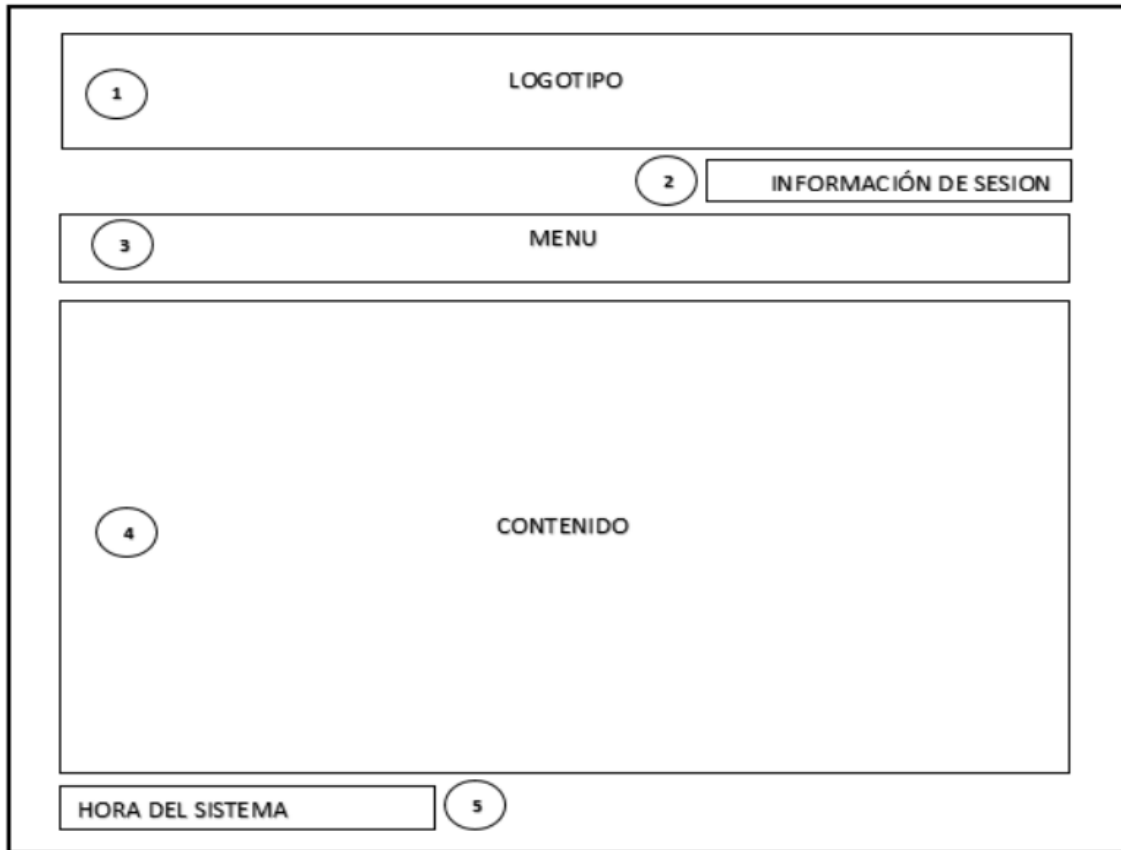 1
LOGOTIPO
2
INFORMACIÓN DE SESION
3
MENU
4
CONTENIDO
HORA DEL SISTEMA
5